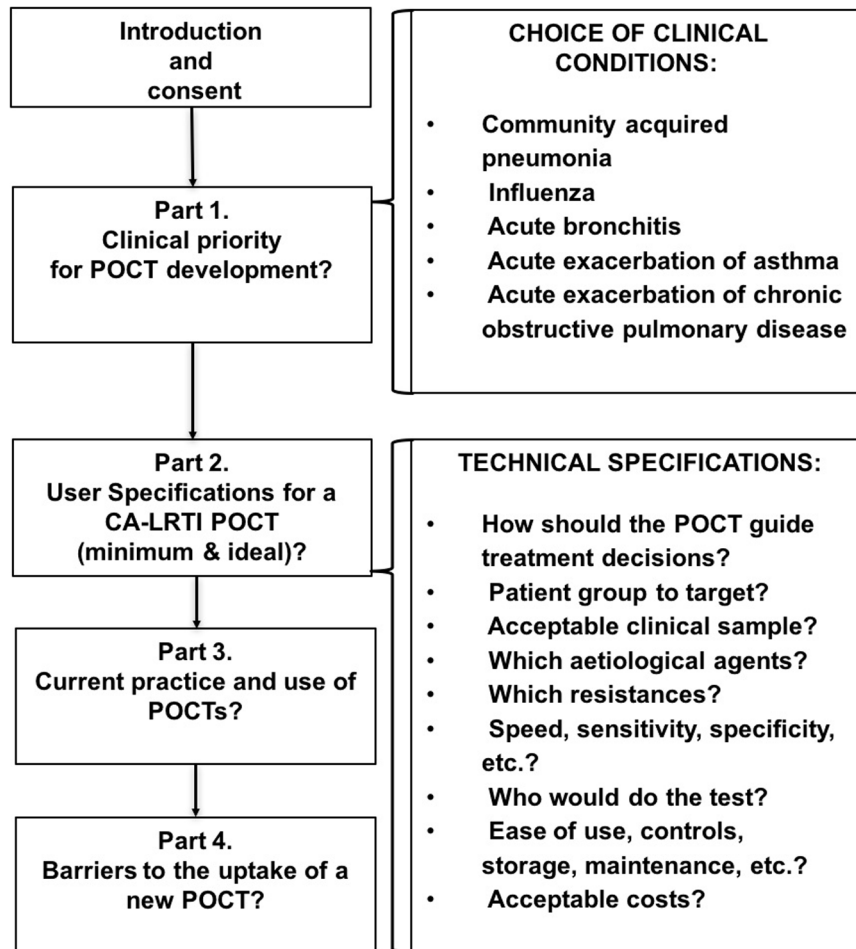 Introduction
and
consent
Part 1.
Clinical priority
for POCT development?
CHOICE OF CLINICAL
CONDITIONS:
• Community acquired
pneumonia
• Influenza
• Acute bronchitis
• Acute exacerbation of asthma
• Acute exacerbation of chronic
obstructive pulmonary disease
Part 2.
User Specifications for a
CA-LRTI POCT
(minimum & ideal)?
Part 3.
Current practice and use of
POCTs?
Part 4.
Barriers to the uptake of a
new POCT?
TECHNICAL SPECIFICATIONS:
• How should the POCT guide
treatment decisions?
• Patient group to target?
• Acceptable clinical sample?
• Which aetiological agents?
• Which resistances?
• Speed, sensitivity, specificity,
etc.?
• Who would do the test?
• Ease of use, controls,
storage, maintenance, etc.?
• Acceptable costs?